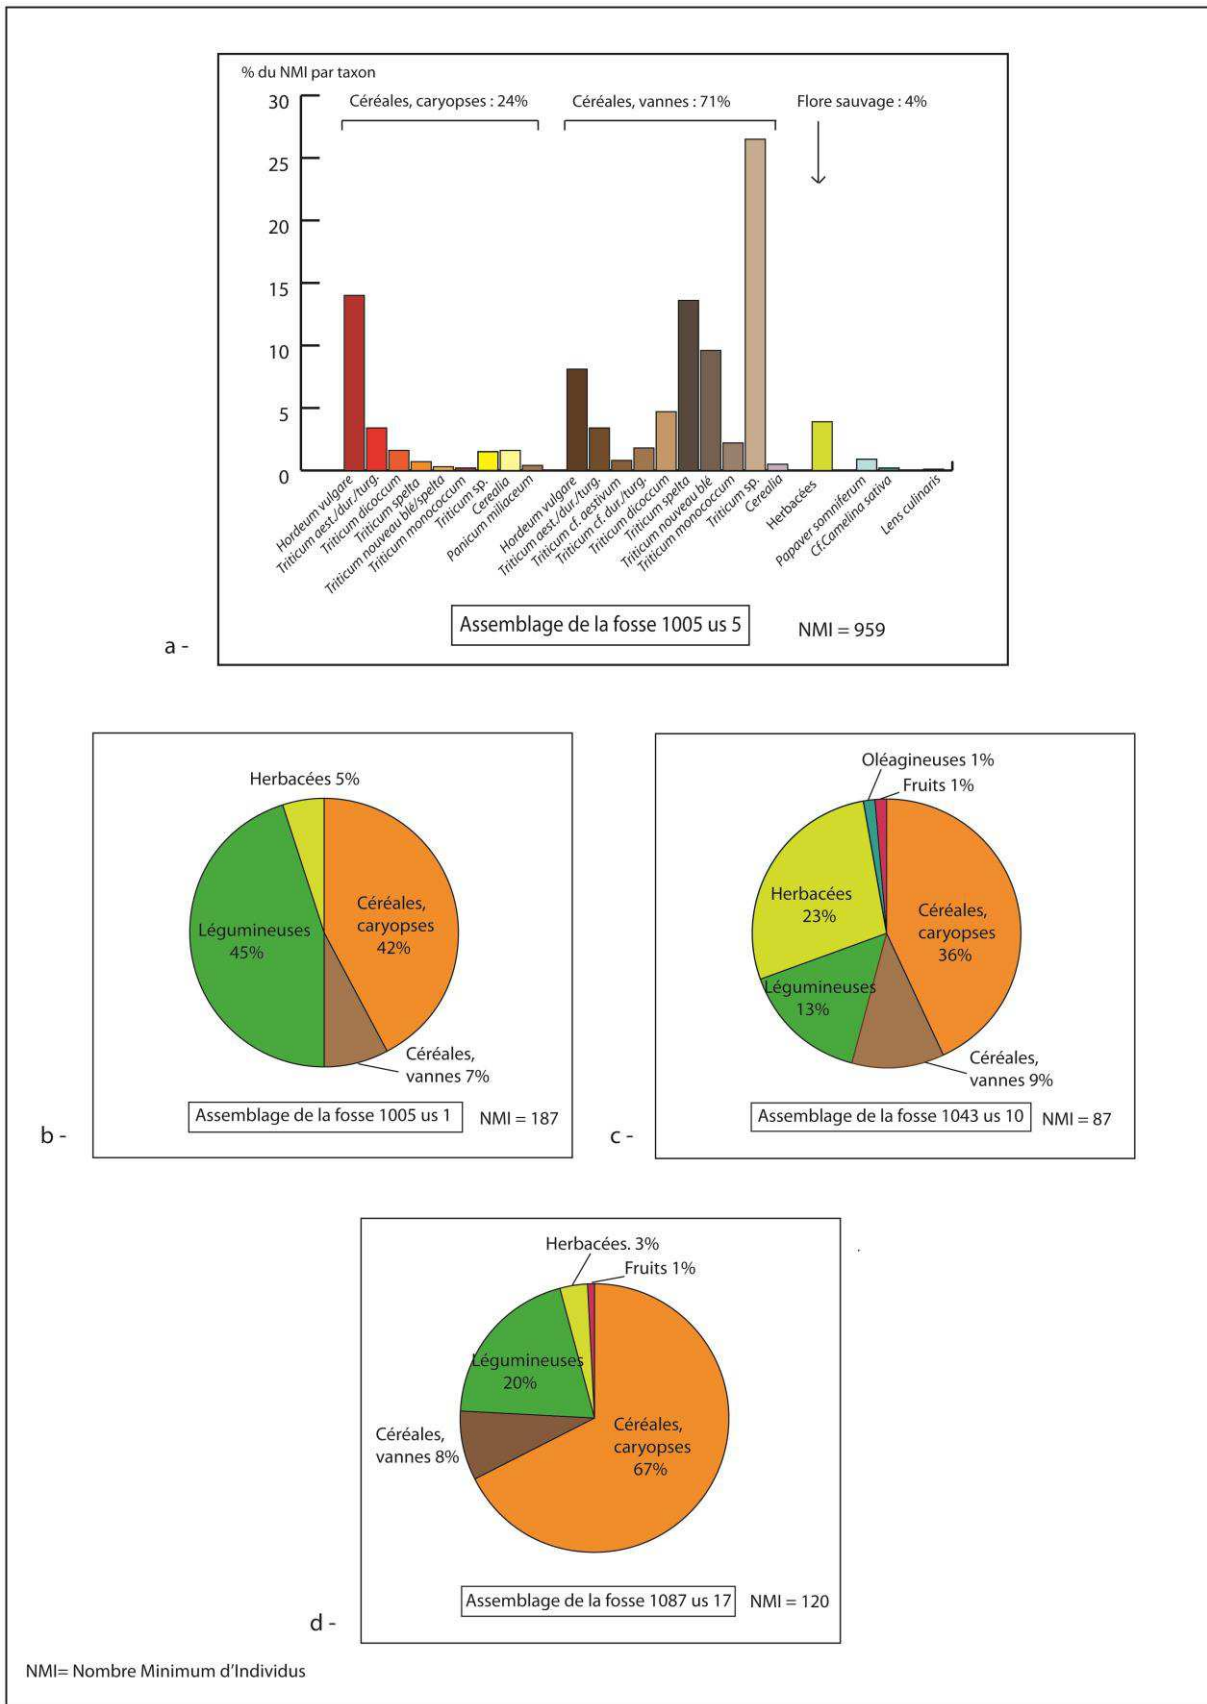 % du NMI par taxon
Céréales, caryopses : 24%
Céréales, vannes : 71%
Flore sauvage : 4%
30
25
20
15
10
5
0
Hordeum vulgare
Triticum aest./dur./turg.
Triticum dicoccum
Triticum spelta
Triticum nouveau blé/spelta
Triticum monococcum
Triticum sp.
Cerealia
Panicum miliaceum
Hordeum vulgare
Triticum aest./dur./turg.
Triticum cf. aestivum
Triticum cf. dur./turg.
Triticum dicoccum
Triticum spelta
Triticum nouveau blé
Triticum monococcum
Triticum sp.
Cerealia
Herbacées
Papaver somniferum
Cf.Camelina sativa
Lens culinaris
Assemblage de la fosse 1005 us 5
NMI = 959
a -
Herbacées 5%
Légumineuses
45%
Céréales,
caryopses
42%
Céréales,
vannes 7%
Assemblage de la fosse 1005 us 1
NMI = 187
b -
Oléagineuses 1%
Fruits 1%
Herbacées
23%
Céréales,
caryopses
36%
Légumineuses
13%
Céréales,
vannes 9%
Assemblage de la fosse 1043 us 10
NMI = 87
c -
Herbacées. 3%
Fruits 1%
Légumineuses
20%
Céréales,
vannes 8%
Céréales,
caryopses
67%
Assemblage de la fosse 1087 us 17
NMI = 120
d -
NMI= Nombre Minimum d'Individus